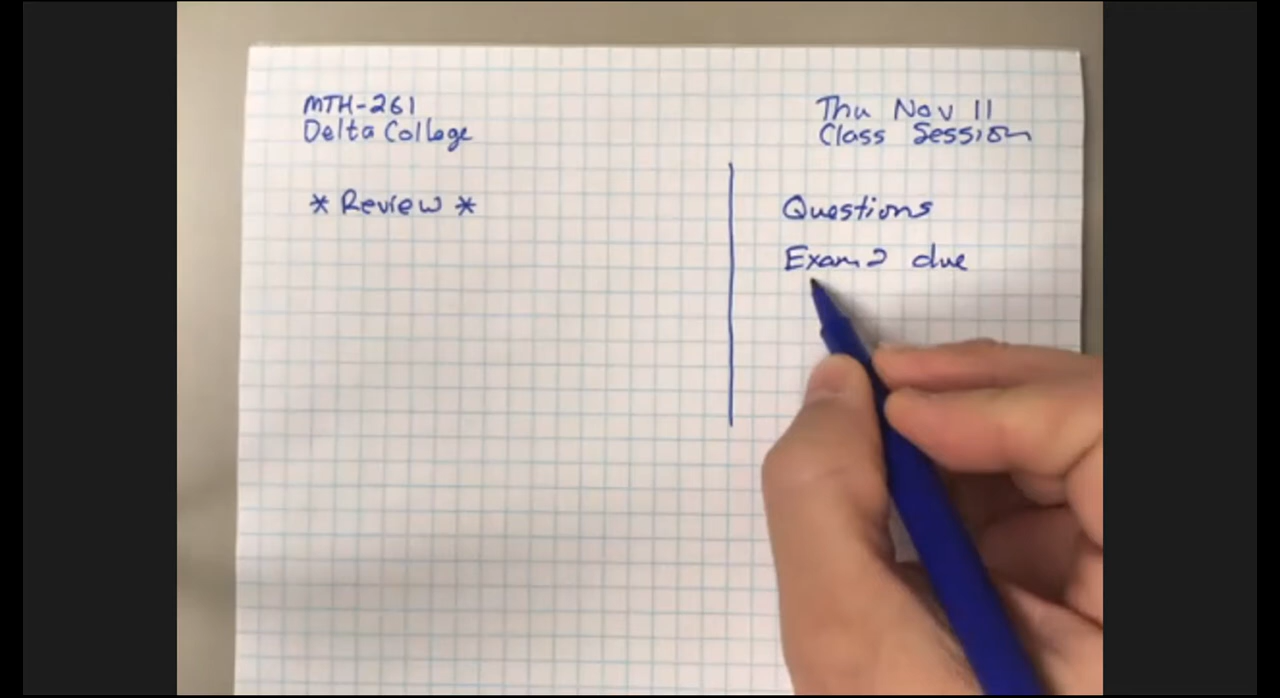 MTH-261
Delta College
Thu Nov 11
Class Session
* Review *
Questions
Exam 2 due